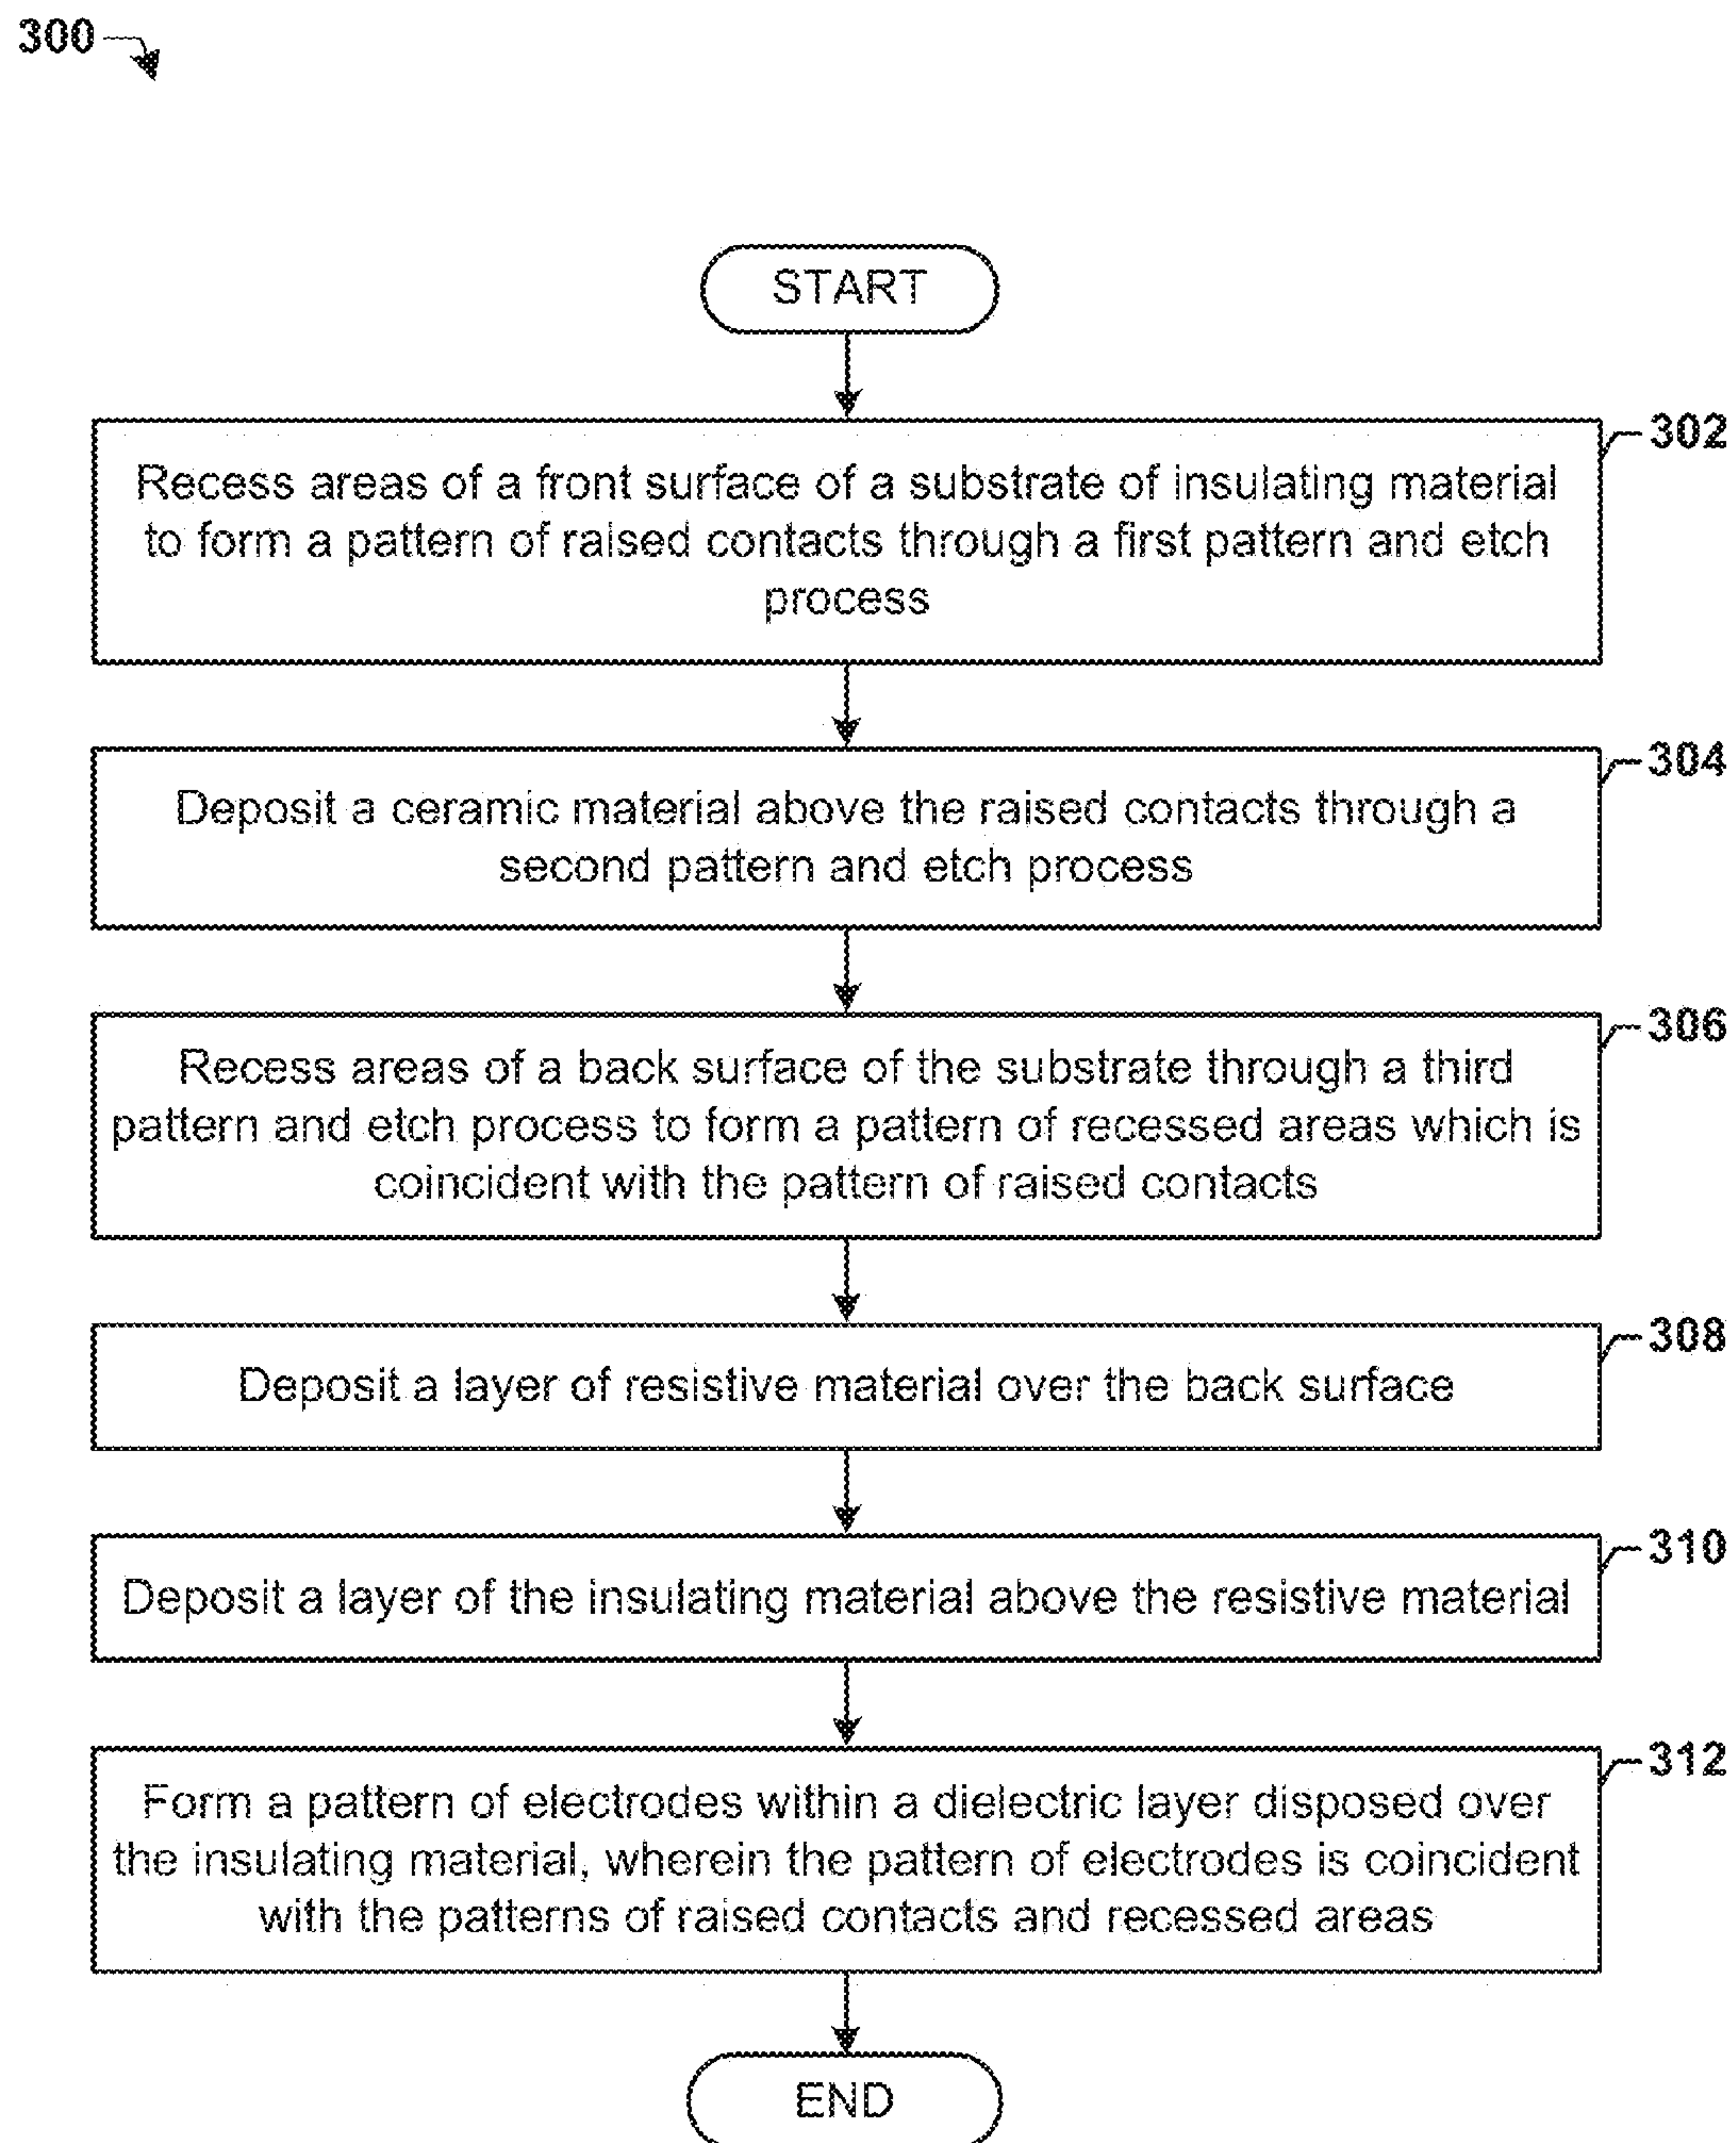 300
START
302
Recess areas of a front surface of a substrate of insulating material
to form a pattern of raised contacts through a first pattern and etch
process
304
Deposit a ceramic material above the raised contacts through a
second pattern and etch process
306
Recess areas of a back surface of the substrate through a third
pattern and etch process to form a pattern of recessed areas which is
coincident with the pattern of raised contacts
308
Deposit a layer of resistive material over the back surface
310
Deposit a layer of the insulating material above the resistive material
312
Form a pattern of electrodes within a dielectric layer disposed over
the insulating material, wherein the pattern of electrodes is coincident
with the patterns of raised contacts and recessed areas
END